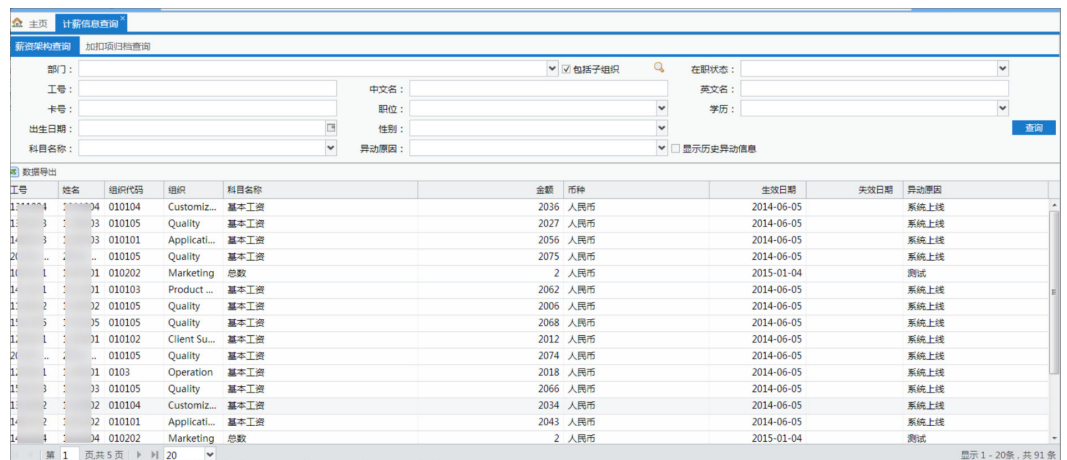 主页 计薪信息查询
薪资架构查询 加扣项归档查询
部门： 包括子组织 在职状态：
工号： 中文名： 英文名：
卡号： 职位： 学历：
出生日期： 性别： 查询
科目名称： 异动原因： 显示历史异动信息
数据导出
工号 姓名 组织代码 组织 科目名称 金额 币种 生效日期 失效日期 异动原因
010104 Customiz... 基本工资 2036 人民币 2014-06-05 系统上线
010105 Quality 基本工资 2027 人民币 2014-06-05 系统上线
010101 Applicati... 基本工资 2056 人民币 2014-06-05 系统上线
010105 Quality 基本工资 2075 人民币 2014-06-05 系统上线
010202 Marketing 总数 2 人民币 2015-01-04 测试
010103 Product ... 基本工资 2062 人民币 2014-06-05 系统上线
010105 Quality 基本工资 2006 人民币 2014-06-05 系统上线
010105 Quality 基本工资 2068 人民币 2014-06-05 系统上线
010102 Client Su... 基本工资 2012 人民币 2014-06-05 系统上线
010105 Quality 基本工资 2074 人民币 2014-06-05 系统上线
0103 Operation 基本工资 2018 人民币 2014-06-05 系统上线
010105 Quality 基本工资 2066 人民币 2014-06-05 系统上线
010104 Customiz... 基本工资 2034 人民币 2014-06-05 系统上线
010101 Applicati... 基本工资 2043 人民币 2014-06-05 系统上线
010202 Marketing 总数 2 人民币 2015-01-04 测试
第 1 页,共 5 页 20 显示 1 - 20条，共 91 条